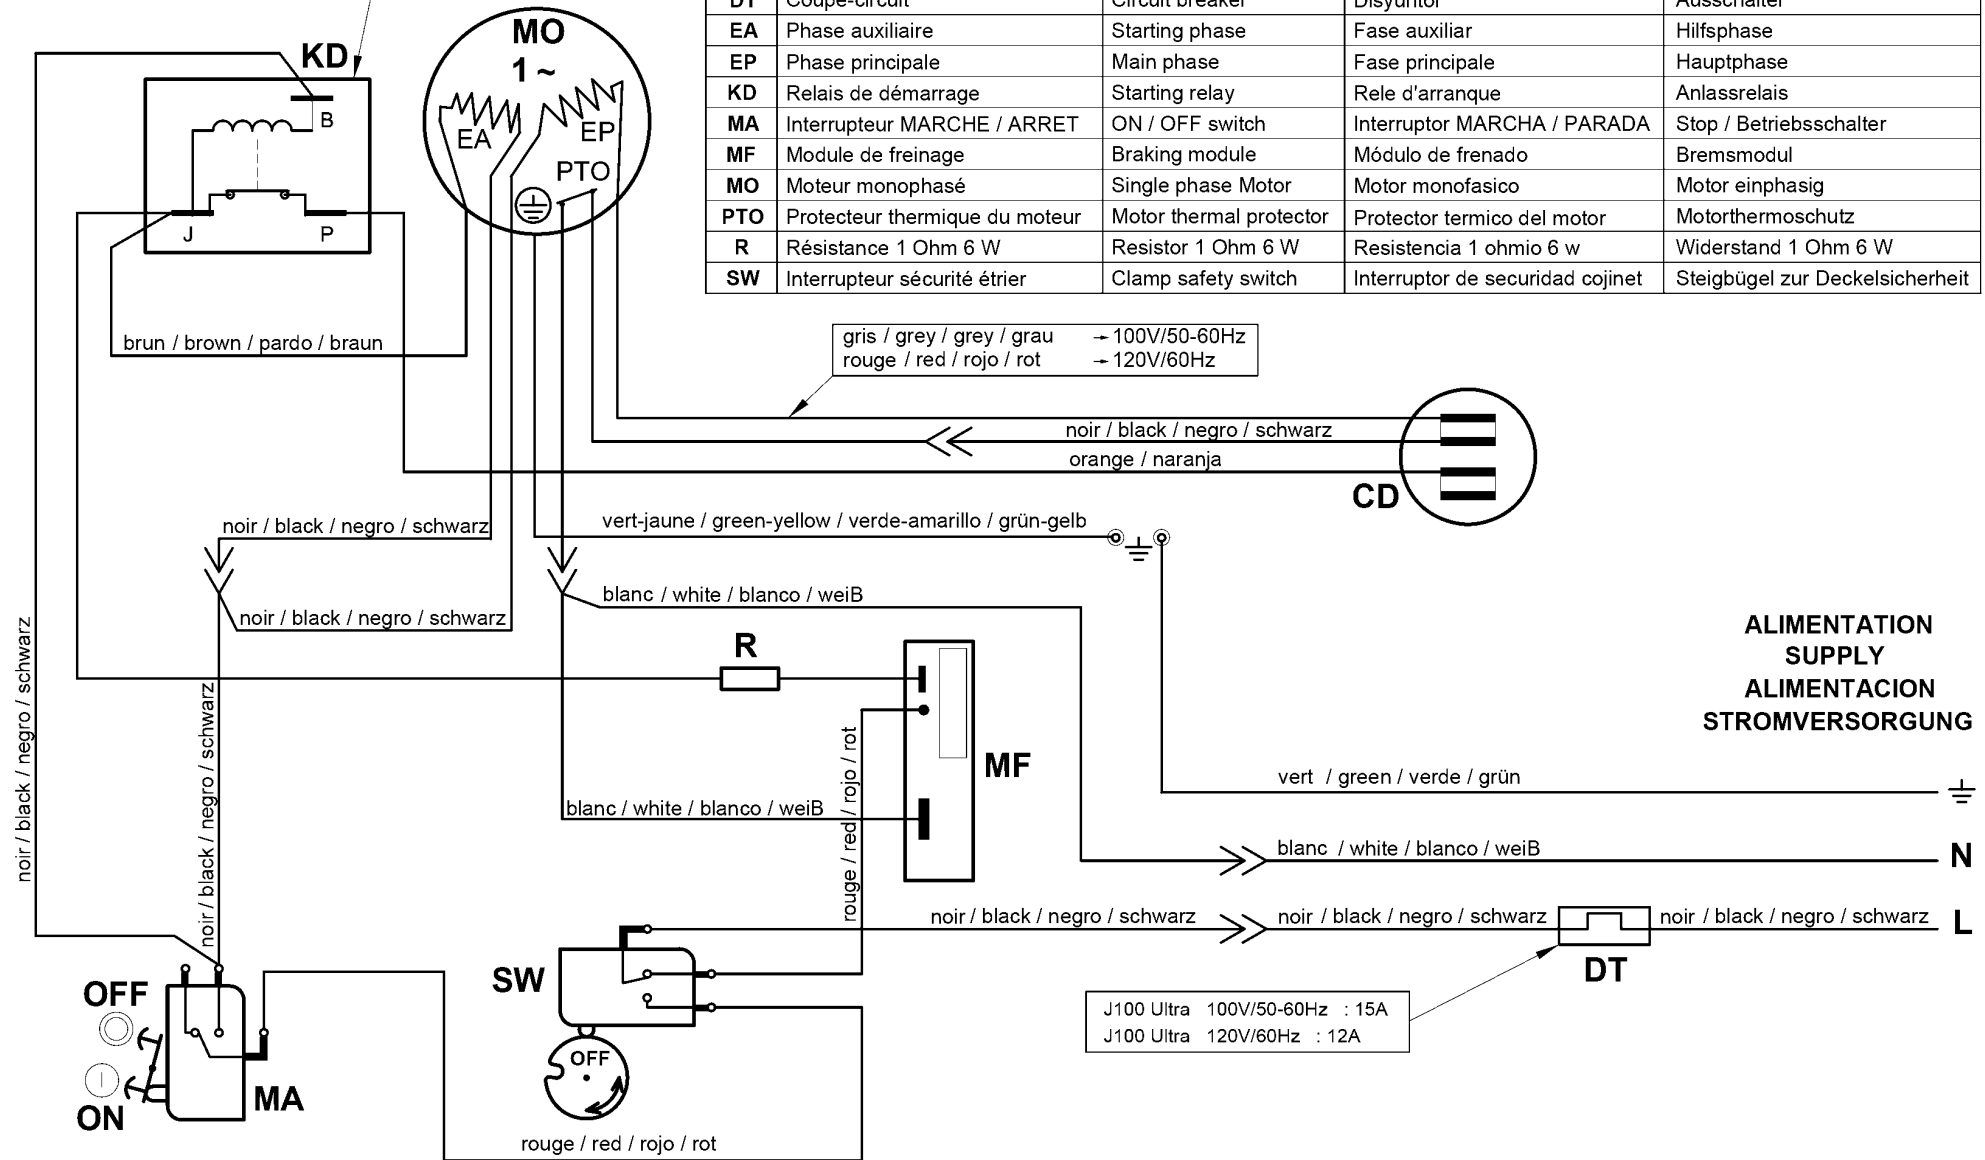 DT Coupe-circuit Circuit breaker Disyuntor Ausschalter
EA Phase auxiliaire Starting phase Fase auxiliar Hilfsphase
EP Phase principale Main phase Fase principale Hauptphase
KD Relais de démarrage Starting relay Rele d'arranque Anlassrelais
MA Interrupteur MARCHE / ARRET ON / OFF switch Interruptor MARCHA / PARADA Stop / Betriebsschalter
MF Module de freinage Braking module Módulo de frenado Bremsmodul
MO Moteur monophasé Single phase Motor Motor monofasico Motor einphasig
PTO Protecteur thermique du moteur Motor thermal protector Protector termico del motor Motorthermoschutz
R Résistance 1 Ohm 6 W Resistor 1 Ohm 6 W Resistencia 1 ohmio 6 w Widerstand 1 Ohm 6 W
SW Interrupteur sécurité étrier Clamp safety switch Interruptor de securidad cojinet Steigbügel zur Deckelsicherheit
KD
B
J
P
MO
1 ~
EA
EP
PTO
brun / brown / pardo / braun
gris / grey / grey / grau → 100V/50-60Hz
rouge / red / rojo / rot → 120V/60Hz
noir / black / negro / schwarz
orange / naranja
CD
noir / black / negro / schwarz
vert-jaune / green-yellow / verde-amarillo / grün-gelb
blanc / white / blanco / weiB
noir / black / negro / schwarz
R
ALIMENTATION
SUPPLY
ALIMENTACION
STROMVERSORGUNG
noir / black / negro / schwarz
noir / black / negro / schwarz
rouge / red / rojo / rot
MF
vert / green / verde / grün
blanc / white / blanco / weiB
blanc / white / blanco / weiB
N
noir / black / negro / schwarz
noir / black / negro / schwarz
noir / black / negro / schwarz
L
DT
SW
OFF
OFF
ON
MA
J100 Ultra 100V/50-60Hz : 15A
J100 Ultra 120V/60Hz : 12A
rouge / red / rojo / rot